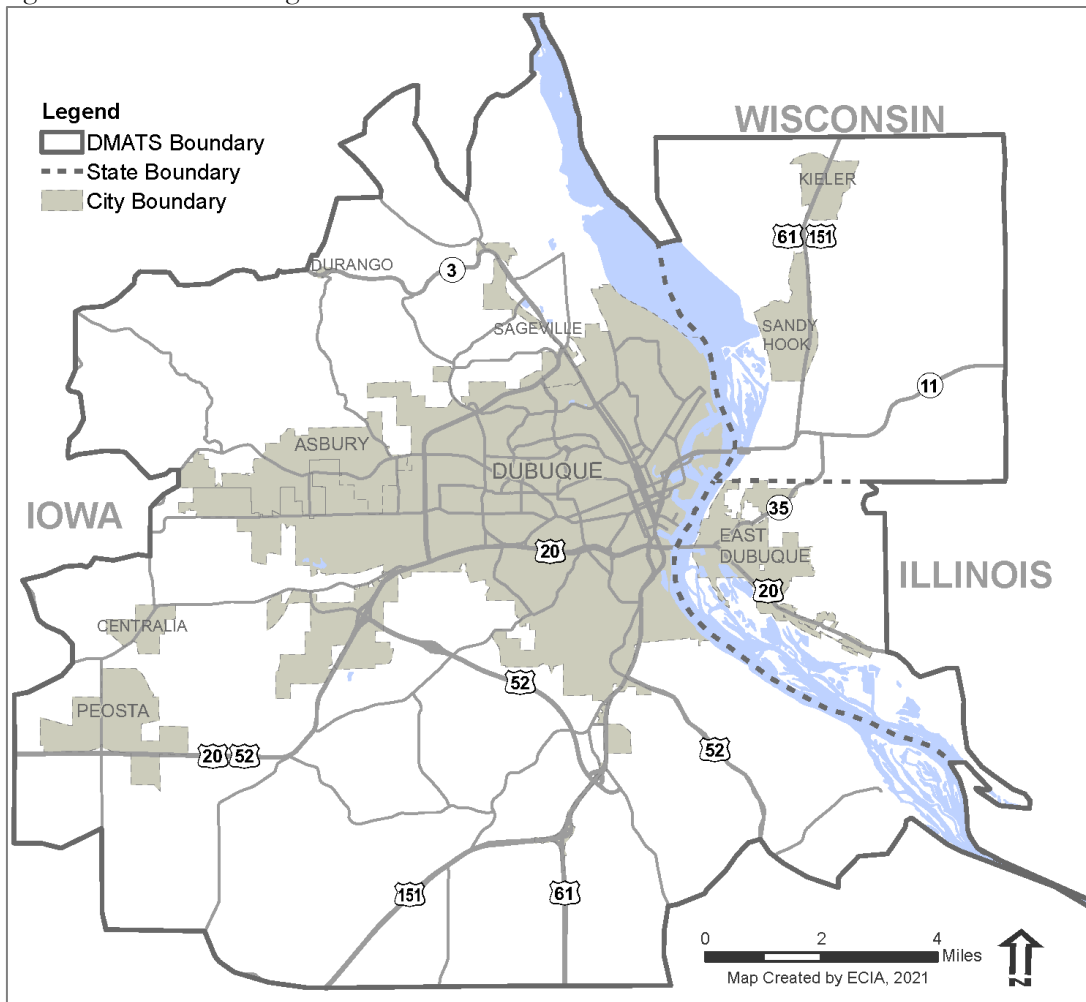 Legend
DMATS Boundary
State Boundary
City Boundary
WISCONSIN
KIELER
61 151
DURANGO
3
SAGEVILLE
SANDY
HOOK
11
ASBURY
DUBUQUE
IOWA
35
20
EAST
DUBUQUE
ILLINOIS
20
CENTRALIA
52
PEOSTA
20 52
52
151
61
0 2 4
Miles
Map Created by ECIA, 2021
N